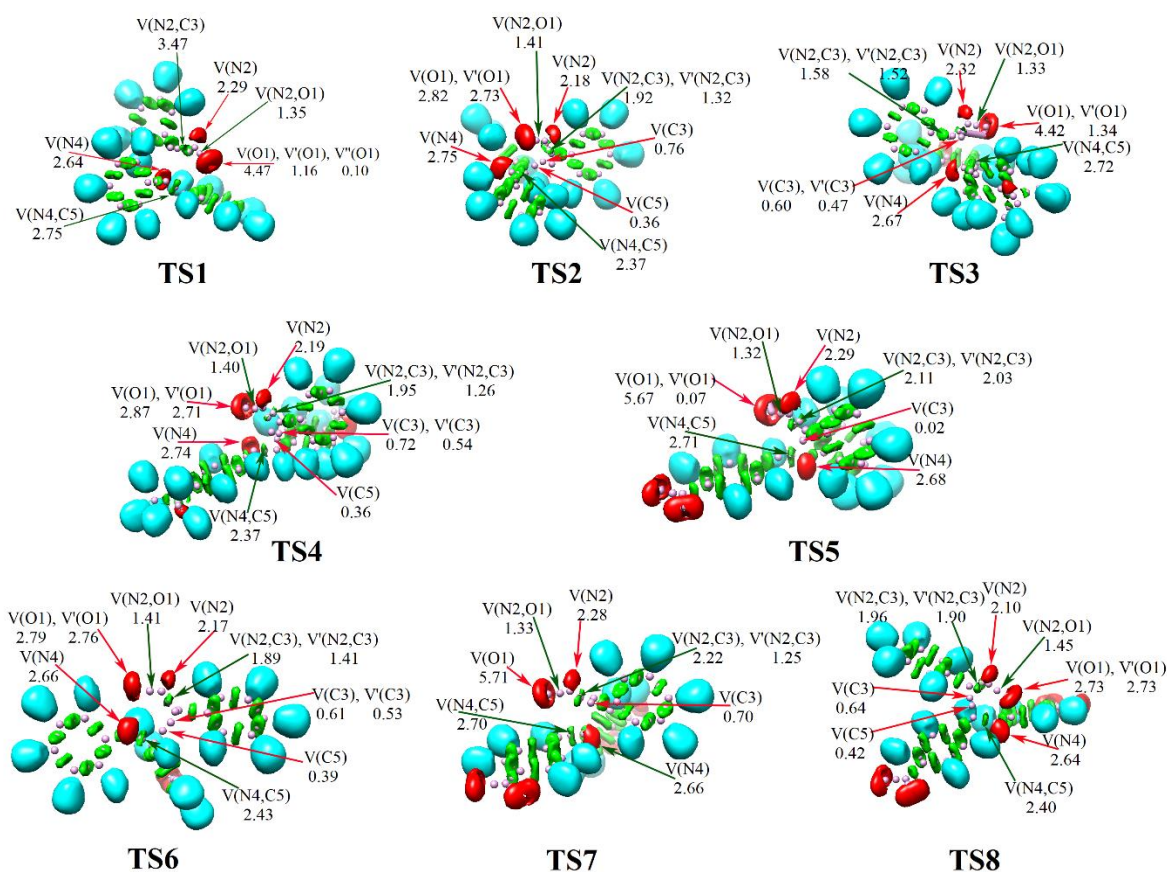 V(N2,C3)
3.47
V(N2)
2.29
V(N2,O1)
1.35
V(N4)
2.64
V(O1), V'(O1), V"(O1)
4.47 1.16 0.10
V(N4,C5)
2.75
TS1
V(N2,O1)
1.41
V(O1), V'(O1)
2.82 2.73
V(N2)
2.18
V(N2,C3), V'(N2,C3)
1.92 1.32
V(N4)
2.75
V(C3)
0.76
V(C5)
0.36
V(N4,C5)
2.37
TS2
V(N2,C3), V'(N2,C3)
1.58 1.52
V(N2)
2.32
V(N2,O1)
1.33
V(O1), V'(O1)
4.42 1.34
V(N4,C5)
2.72
V(C3), V'(C3)
0.60 0.47
V(N4)
2.67
TS3
V(N2)
2.19
V(N2,O1)
1.40
V(N2,C3), V'(N2,C3)
1.95 1.26
V(O1), V'(O1)
2.87 2.71
V(N4)
2.74
V(C3), V'(C3)
0.72 0.54
V(C5)
0.36
V(N4,C5)
2.37
TS4
V(N2,O1)
1.32
V(N2)
2.29
V(N2,C3), V'(N2,C3)
2.11 2.03
V(O1), V'(O1)
5.67 0.07
V(C3)
0.02
V(N4,C5)
2.71
V(N4)
2.68
TS5
V(N2,O1)
1.41
V(N2)
2.17
V(O1), V'(O1)
2.79 2.76
V(N2,C3), V'(N2,C3)
1.89 1.41
V(N4)
2.66
V(C3), V'(C3)
0.61 0.53
V(C5)
0.39
V(N4,C5)
2.43
TS6
V(N2,O1)
1.33
V(N2)
2.28
V(N2,C3), V'(N2,C3)
2.22 1.25
V(O1)
5.71
V(C3)
0.70
V(N4,C5)
2.70
V(N4)
2.66
TS7
V(N2,C3), V'(N2,C3)
1.96 1.90
V(N2)
2.10
V(N2,O1)
1.45
V(O1), V'(O1)
2.73 2.73
V(C3)
0.64
V(C5)
0.42
V(N4)
2.64
V(N4,C5)
2.40
TS8